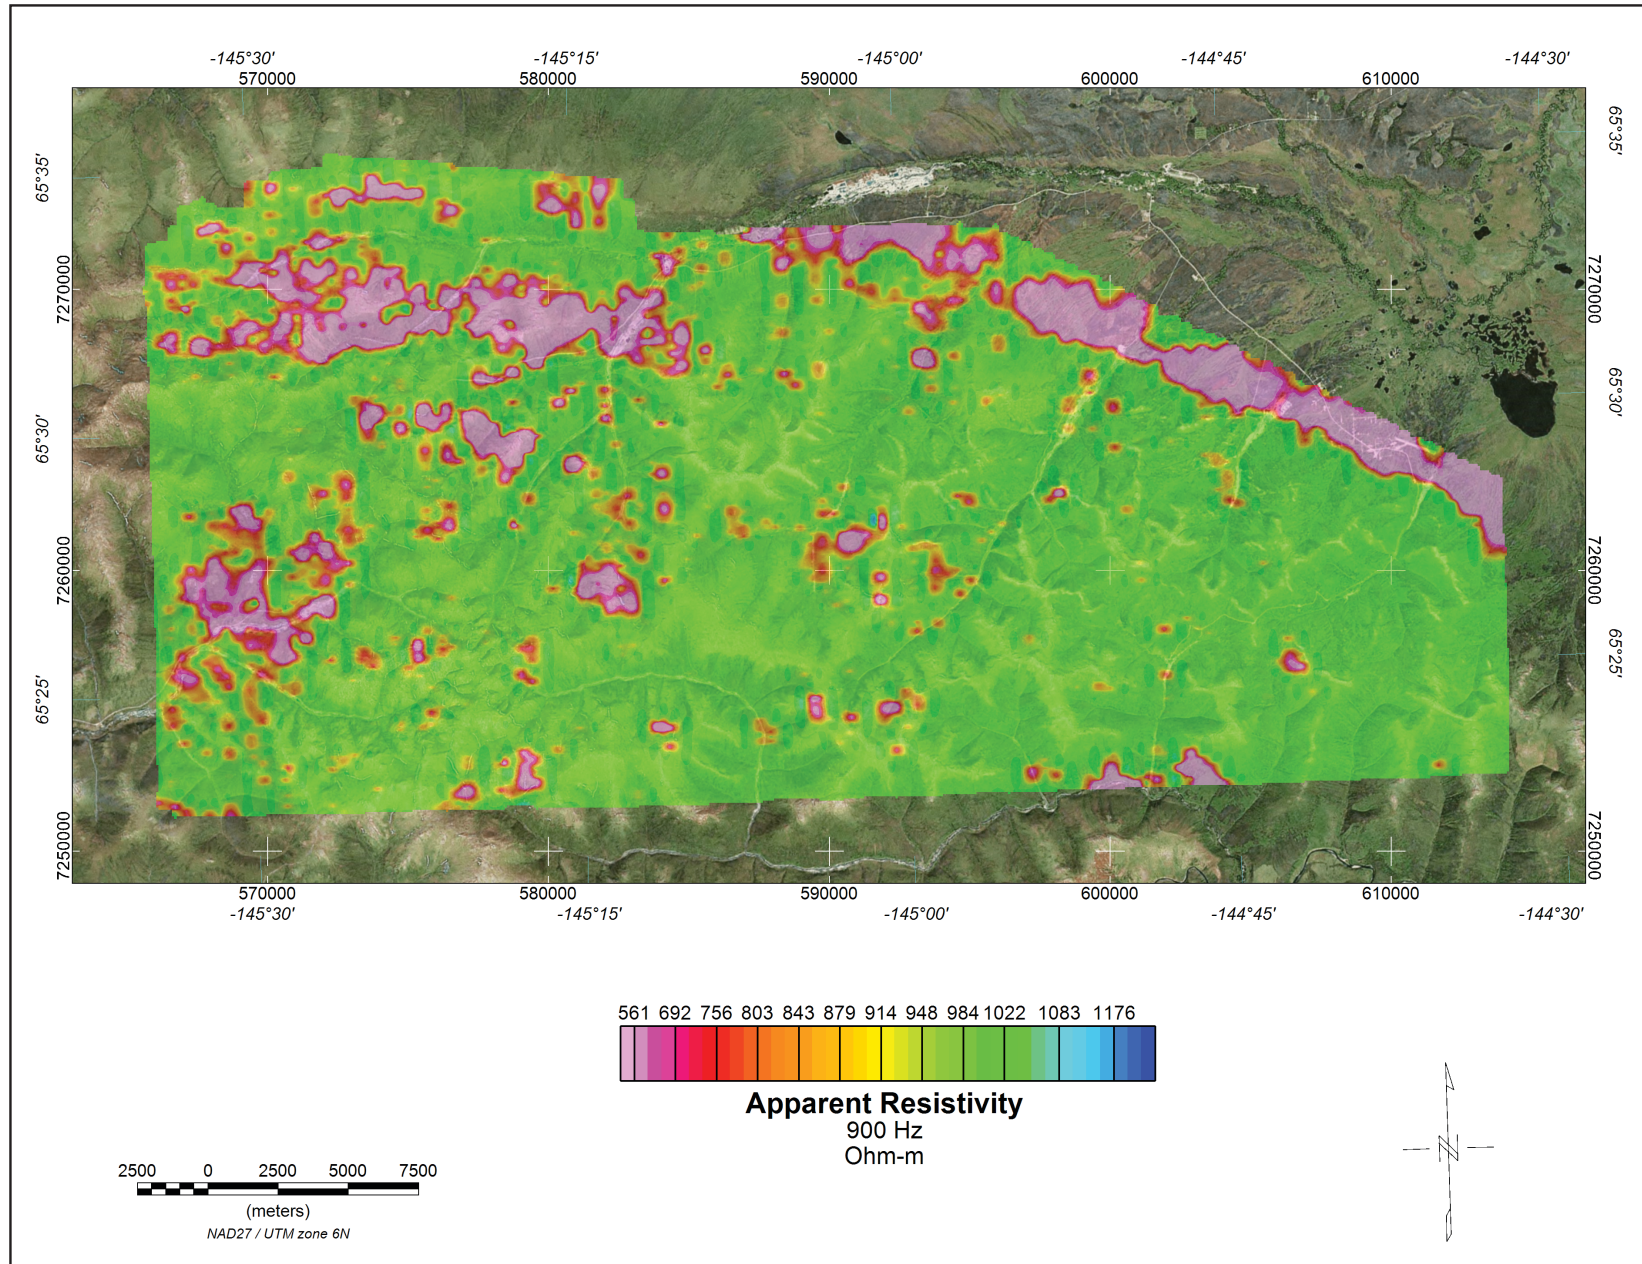 -145°30' -145°15' -145°00' -144°45' -144°30'
570000 580000 590000 600000 610000
65°35'
7270000
65°30'
7260000
65°25'
7250000
65°35'
7270000
65°30'
7260000
65°25'
7250000
570000 580000 590000 600000 610000
-145°30' -145°15' -145°00' -144°45' -144°30'
561 692 756 803 843 879 914 948 984 1022 1083 1176
Apparent Resistivity
900 Hz
Ohm-m
2500 0 2500 5000 7500
(meters)
NAD27 / UTM zone 6N
N